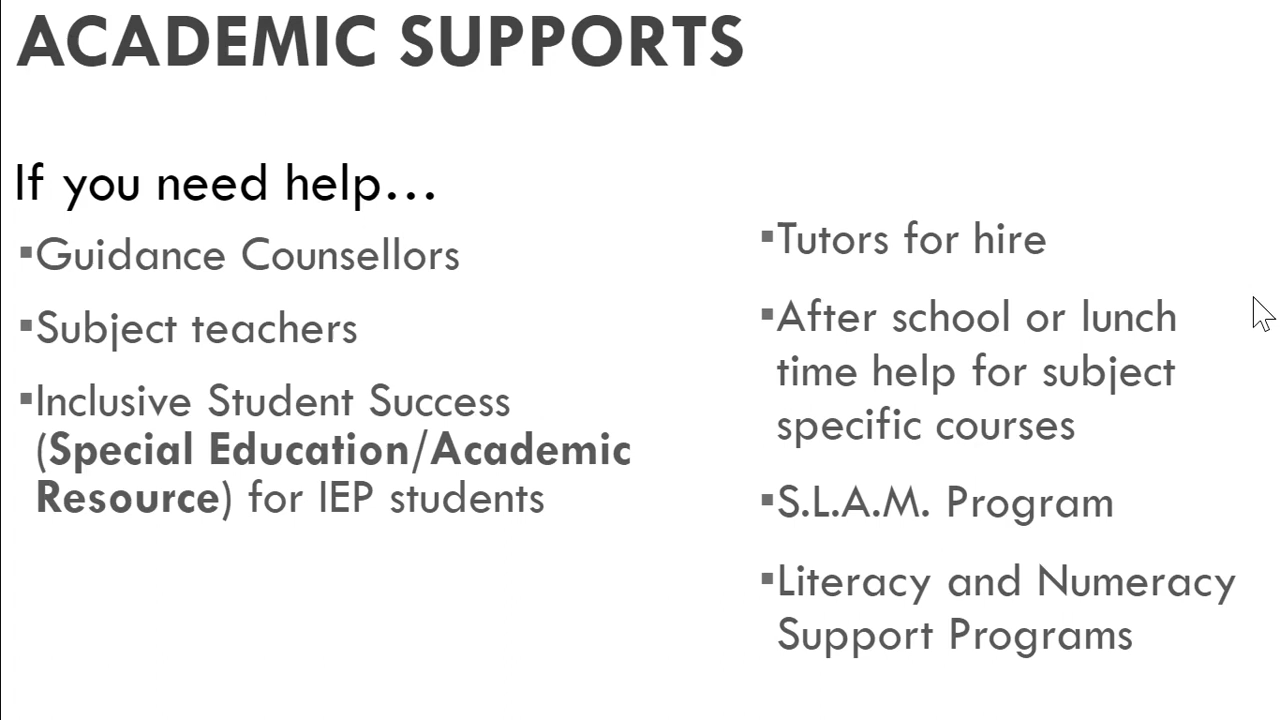 ACADEMIC SUPPORTS
If you need help...
▪Guidance Counsellors
▪Subject teachers
▪Inclusive Student Success
(Special Education/Academic
Resource) for IEP students
▪Tutors for hire
▪After school or lunch
time help for subject
specific courses
▪S.L.A.M. Program
▪Literacy and Numeracy
Support Programs